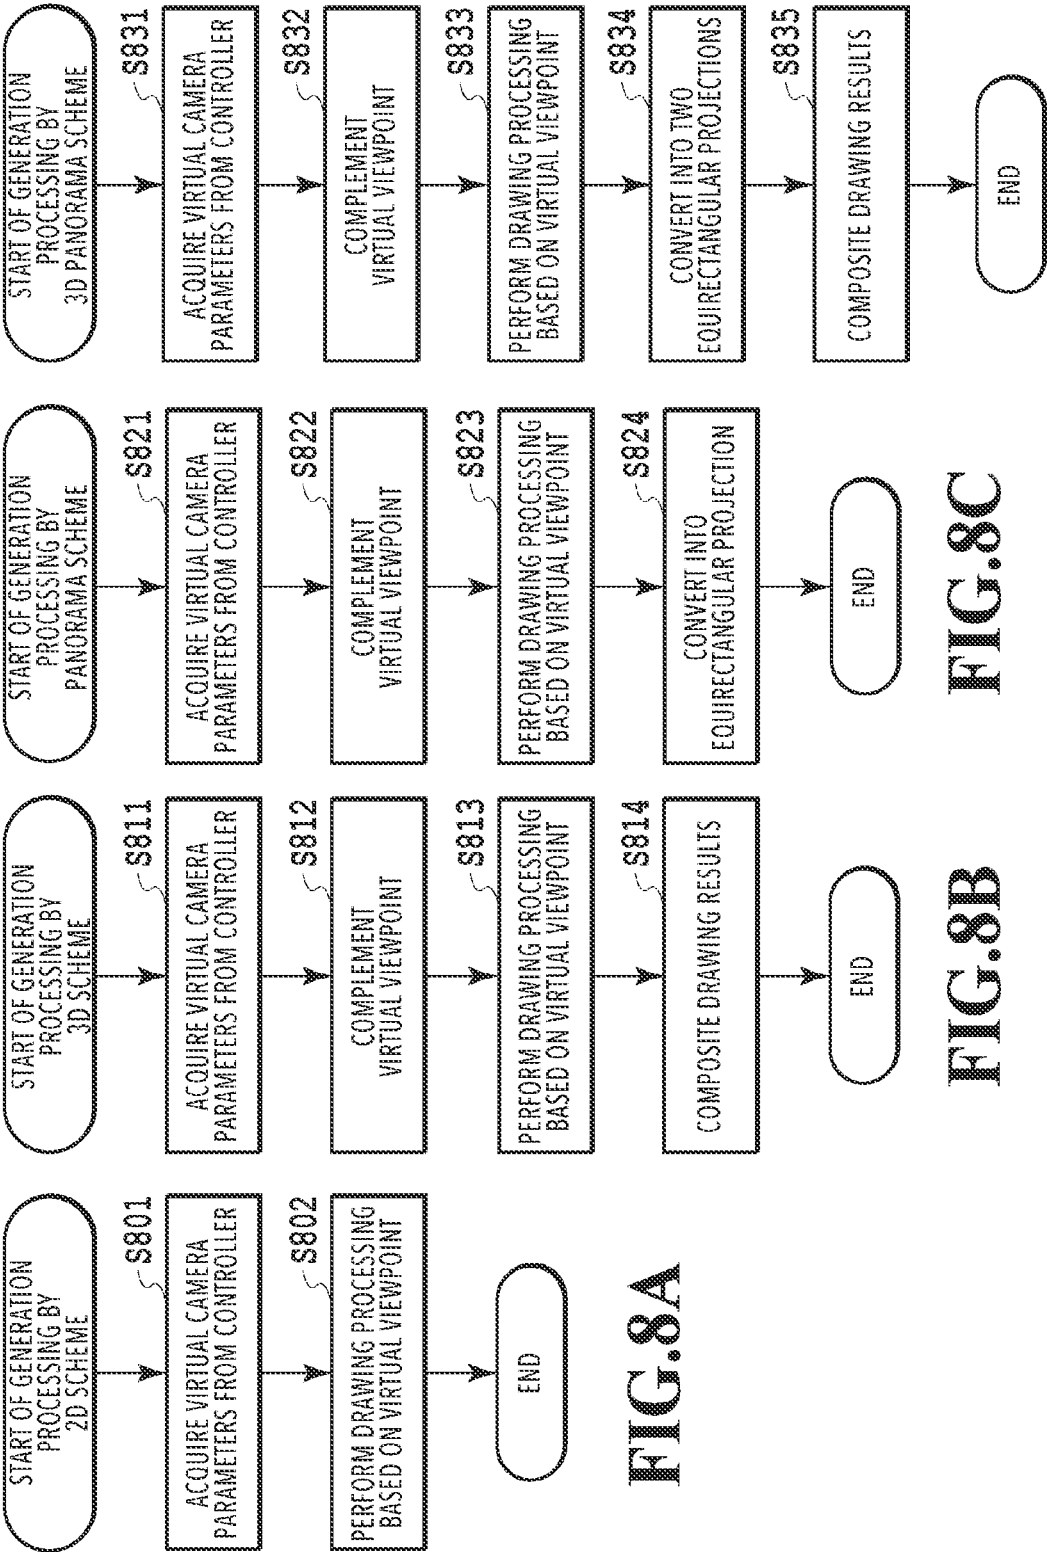 START OF GENERATION
PROCESSING BY
2D SCHEME
S801
ACQUIRE VIRTUAL CAMERA
PARAMETERS FROM CONTROLLER
S802
PERFORM DRAWING PROCESSING
BASED ON VIRTUAL VIEWPOINT
END
FIG.8A
START OF GENERATION
PROCESSING BY
3D SCHEME
S811
ACQUIRE VIRTUAL CAMERA
PARAMETERS FROM CONTROLLER
S812
COMPLEMENT
VIRTUAL VIEWPOINT
S813
PERFORM DRAWING PROCESSING
BASED ON VIRTUAL VIEWPOINT
S814
COMPOSITE DRAWING RESULTS
END
FIG.8B
START OF GENERATION
PROCESSING BY
PANORAMA SCHEME
S821
ACQUIRE VIRTUAL CAMERA
PARAMETERS FROM CONTROLLER
S822
COMPLEMENT
VIRTUAL VIEWPOINT
S823
PERFORM DRAWING PROCESSING
BASED ON VIRTUAL VIEWPOINT
S824
CONVERT INTO
EQUIRECTANGULAR PROJECTION
END
FIG.8C
START OF GENERATION
PROCESSING BY
3D PANORAMA SCHEME
S831
ACQUIRE VIRTUAL CAMERA
PARAMETERS FROM CONTROLLER
S832
COMPLEMENT
VIRTUAL VIEWPOINT
S833
PERFORM DRAWING PROCESSING
BASED ON VIRTUAL VIEWPOINT
S834
CONVERT INTO TWO
EQUIRECTANGULAR PROJECTIONS
S835
COMPOSITE DRAWING RESULTS
END